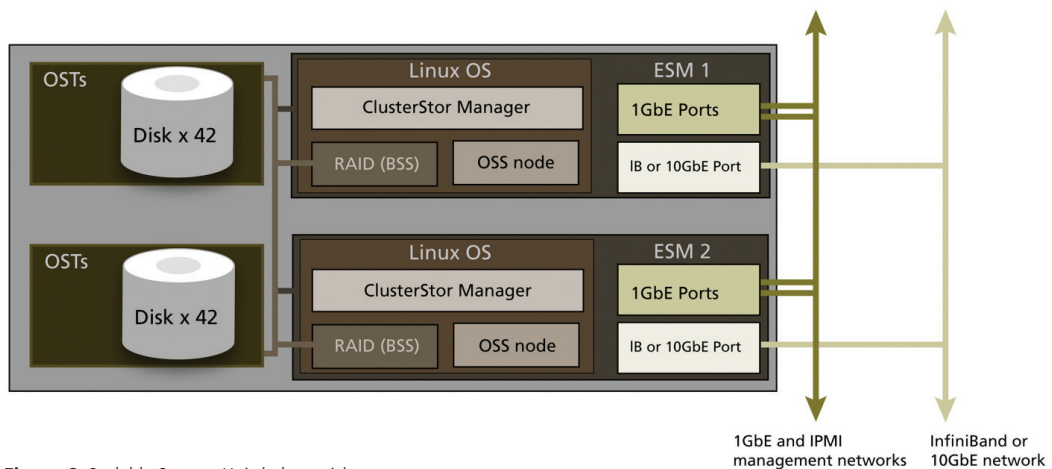 OSTs
Disk x 42
Linux OS
ClusterStor Manager
RAID (BSS)
OSS node
ESM 1
1GbE Ports
IB or 10GbE Port
OSTs
Disk x 42
Linux OS
ClusterStor Manager
RAID (BSS)
OSS node
ESM 2
1GbE Ports
IB or 10GbE Port
1GbE and IPMI
management networks
InfiniBand or
10GbE network